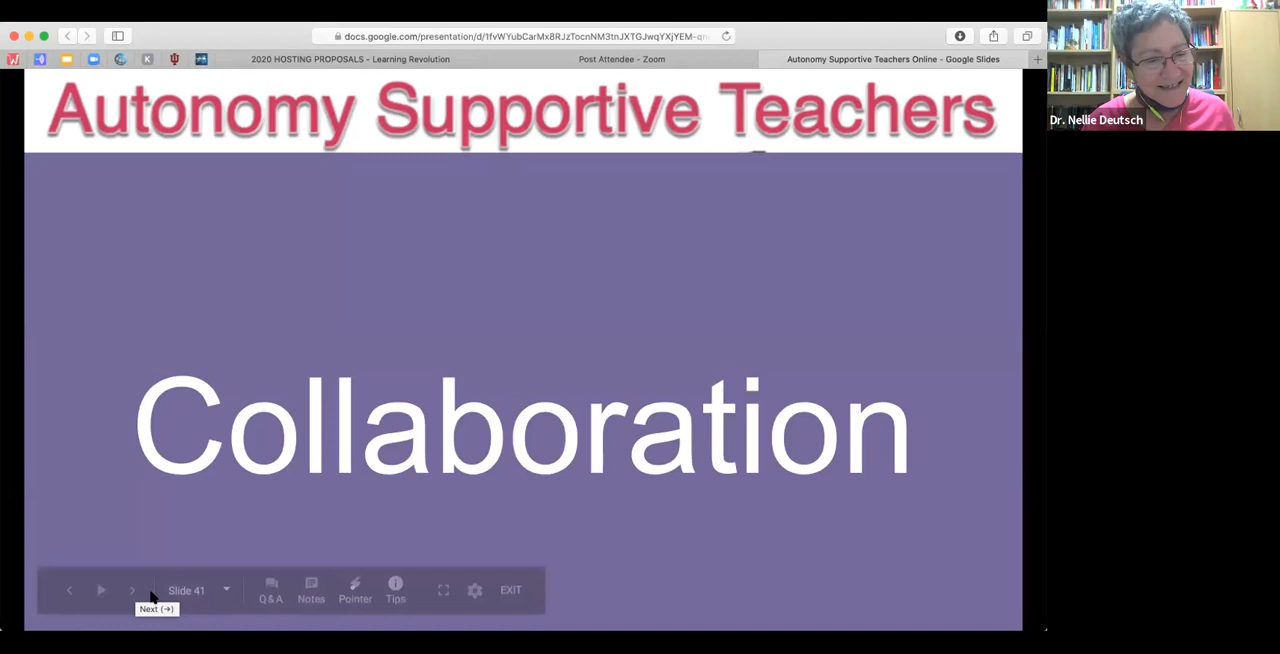 docs.google.com/presentation/d/1fvWYubCarMx8RJzTocnNM3tnJXTGJwqYXjYEM-qn
2020 HOSTING PROPOSALS - Learning Revolution
Post Attendee - Zoom
Autonomy Supportive Teachers Online - Google Slides
Dr. Nellie Deutsch
Autonomy Supportive Teachers
Collaboration
Slide 41
Q&A
Notes
Pointer
Tips
EXIT
Next (→)